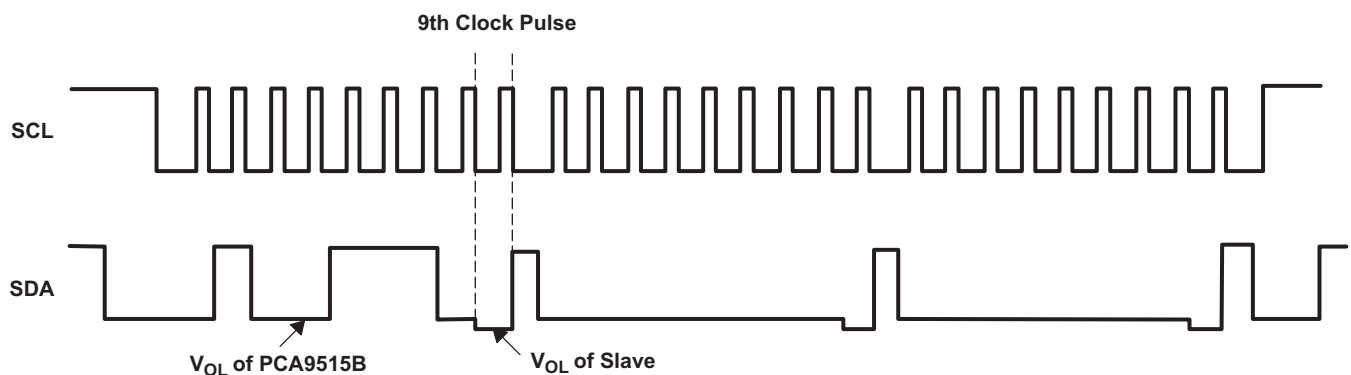 9th Clock Pulse
SCL
SDA
VOL of PCA9515B
VOL of Slave